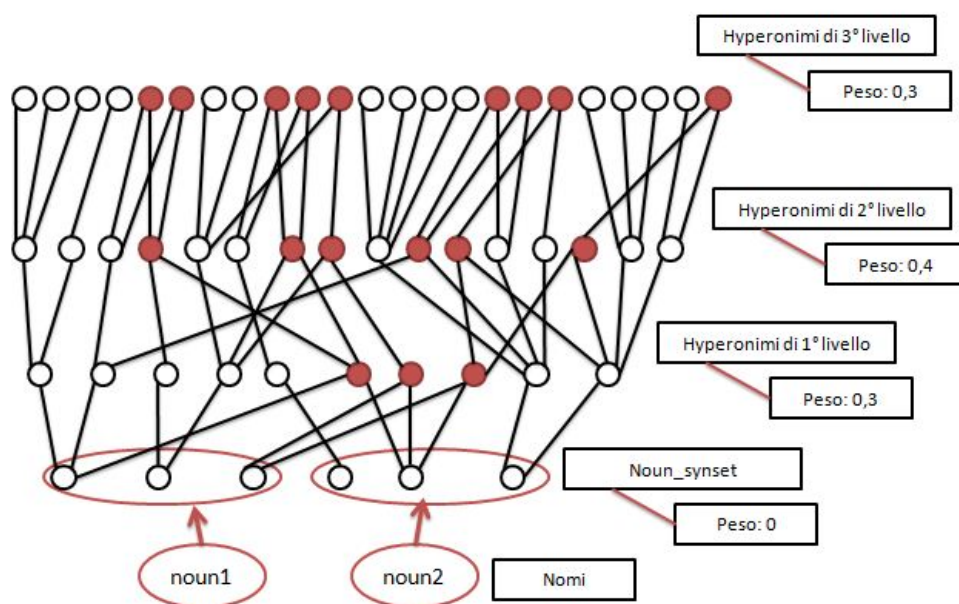 Hyperonimi di 3° livello
Peso: 0,3
Hyperonimi di 2° livello
Peso: 0,4
Hyperonimi di 1° livello
Peso: 0,3
Noun_synset
Peso: 0
noun1
noun2
Nomi